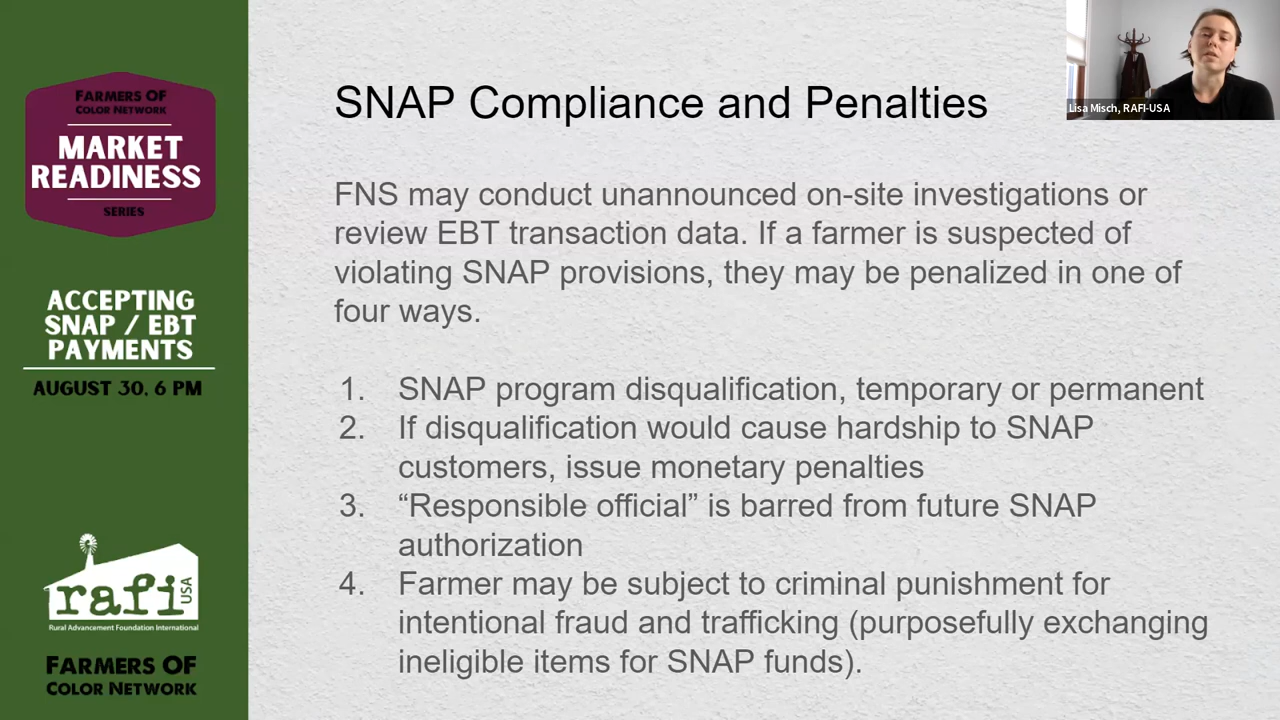 FARMERS OF
COLOR NETWORK
MARKET
READINESS
SERIES
ACCEPTING
SNAP / EBT
PAYMENTS
AUGUST 30, 6 PM
rafi
USA
Rural Advancement Foundation International
FARMERS OF
COLOR NETWORK
SNAP Compliance and Penalties
FNS may conduct unannounced on-site investigations or
review EBT transaction data. If a farmer is suspected of
violating SNAP provisions, they may be penalized in one of
four ways.
1. SNAP program disqualification, temporary or permanent
2. If disqualification would cause hardship to SNAP
customers, issue monetary penalties
3. “Responsible official” is barred from future SNAP
authorization
4. Farmer may be subject to criminal punishment for
intentional fraud and trafficking (purposefully exchanging
ineligible items for SNAP funds).
Lisa Misch, RAFI-USA